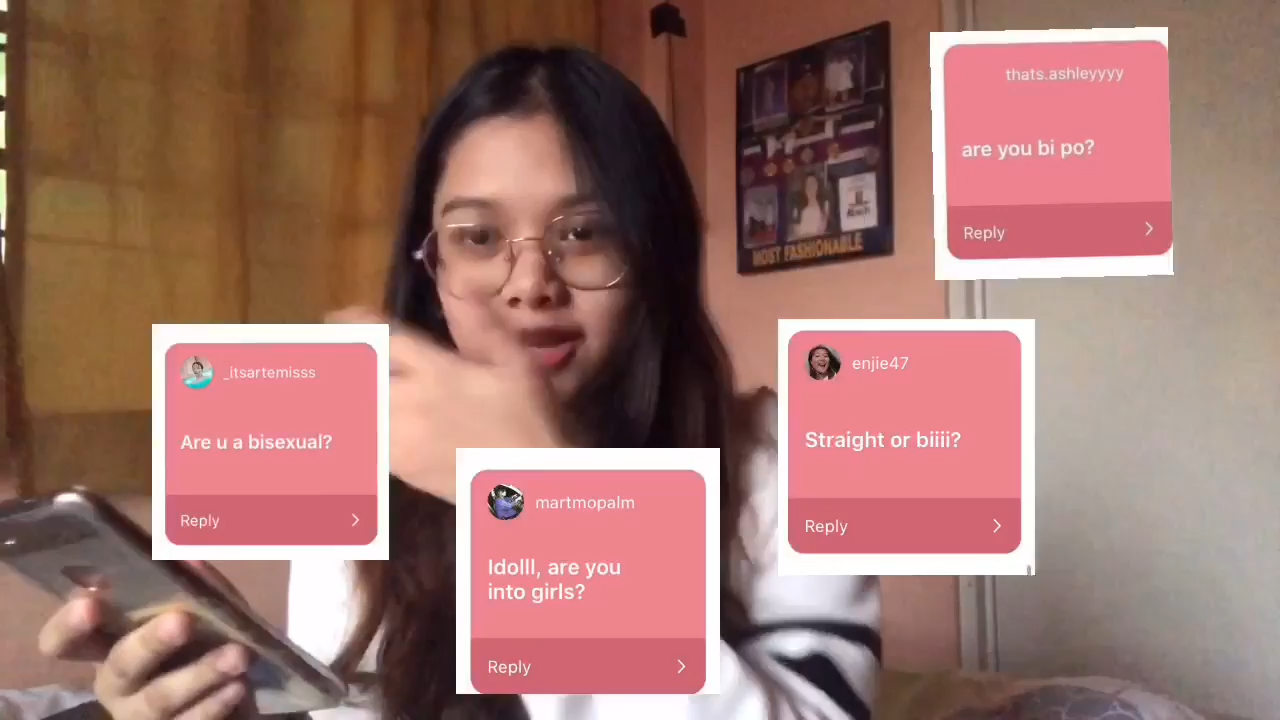 thats.ashleyyyy
are you bi po?
Reply
MOST FASHIONABLE
_itsartemisss
Are u a bisexual?
Reply
enjie47
Straight or biiii?
Reply
martmopalm
Idolll, are you
into girls?
Reply